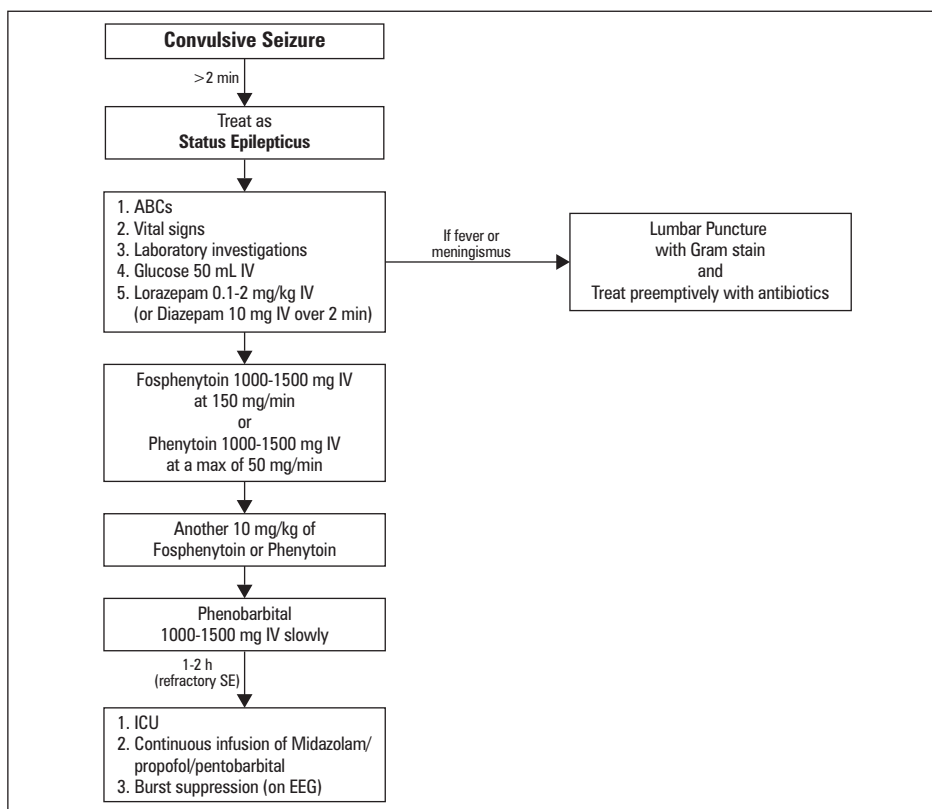 Convulsive Seizure
>2 min
Treat as
Status Epilepticus
1. ABCs
2. Vital signs
3. Laboratory investigations
4. Glucose 50 mL IV
5. Lorazepam 0.1-2 mg/kg IV
(or Diazepam 10 mg IV over 2 min)
If fever or
meningismus
Lumbar Puncture
with Gram stain
and
Treat preemptively with antibiotics
Fosphenytoin 1000-1500 mg IV
at 150 mg/min
or
Phenytoin 1000-1500 mg IV
at a max of 50 mg/min
Another 10 mg/kg of
Fosphenytoin or Phenytoin
Phenobarbital
1000-1500 mg IV slowly
1-2 h
(refractory SE)
1. ICU
2. Continuous infusion of Midazolam/
propofol/pentobarbital
3. Burst suppression (on EEG)